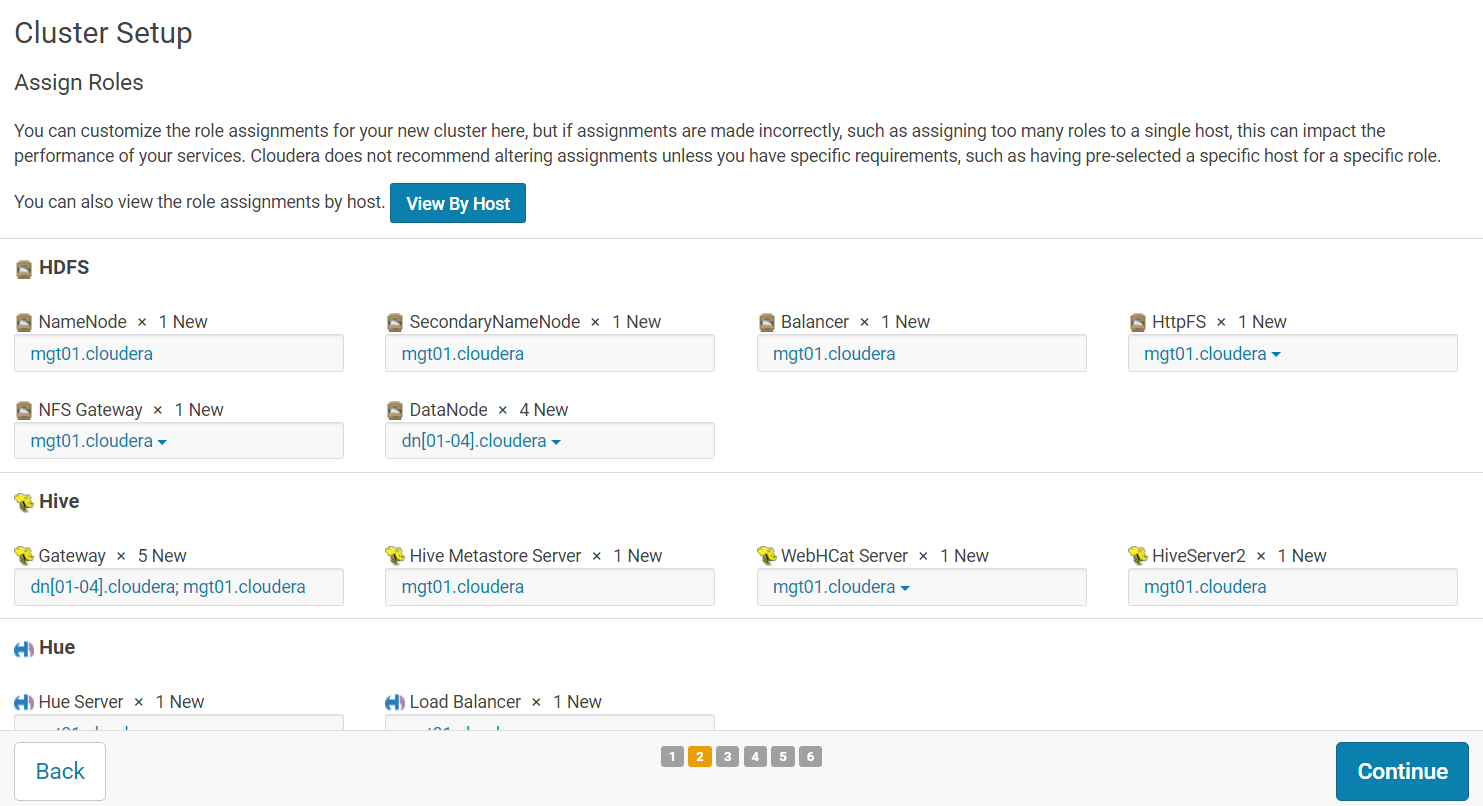 Cluster Setup
Assign Roles
You can customize the role assignments for your new cluster here, but if assignments are made incorrectly, such as assigning too many roles to a single host, this can impact the
performance of your services. Cloudera does not recommend altering assignments unless you have specific requirements, such as having pre-selected a specific host for a specific role.
You can also view the role assignments by host. View By Host
HDFS
NameNode × 1 New SecondaryNameNode × 1 New Balancer × 1 New HttpFS × 1 New
mgt01.cloudera mgt01.cloudera mgt01.cloudera mgt01.cloudera
NFS Gateway × 1 New DataNode × 4 New
mgt01.cloudera dn[01-04].cloudera
Hive
Gateway × 5 New Hive Metastore Server × 1 New WebHCat Server × 1 New HiveServer2 × 1 New
dn[01-04].cloudera; mgt01.cloudera mgt01.cloudera mgt01.cloudera mgt01.cloudera
Hue
Hue Server × 1 New Load Balancer × 1 New
Back 1 2 3 4 5 6 Continue